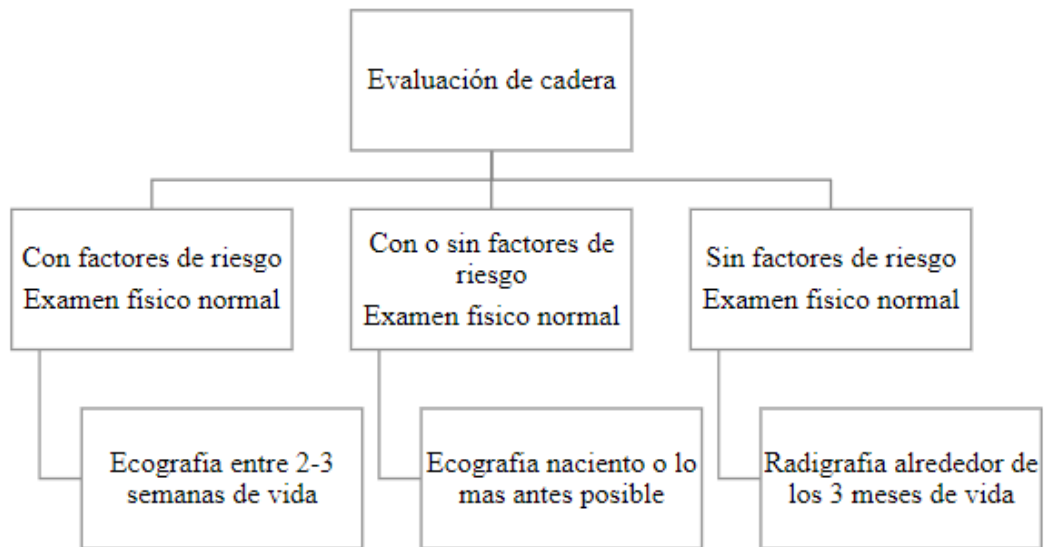 Evaluación de cadera
Con factores de riesgo
Examen físico normal
Con o sin factores de
riesgo
Examen físico normal
Sin factores de riesgo
Examen físico normal
Ecografía entre 2-3
semanas de vida
Ecografía naciento o lo
mas antes posible
Radigrafía alrededor de
los 3 meses de vida